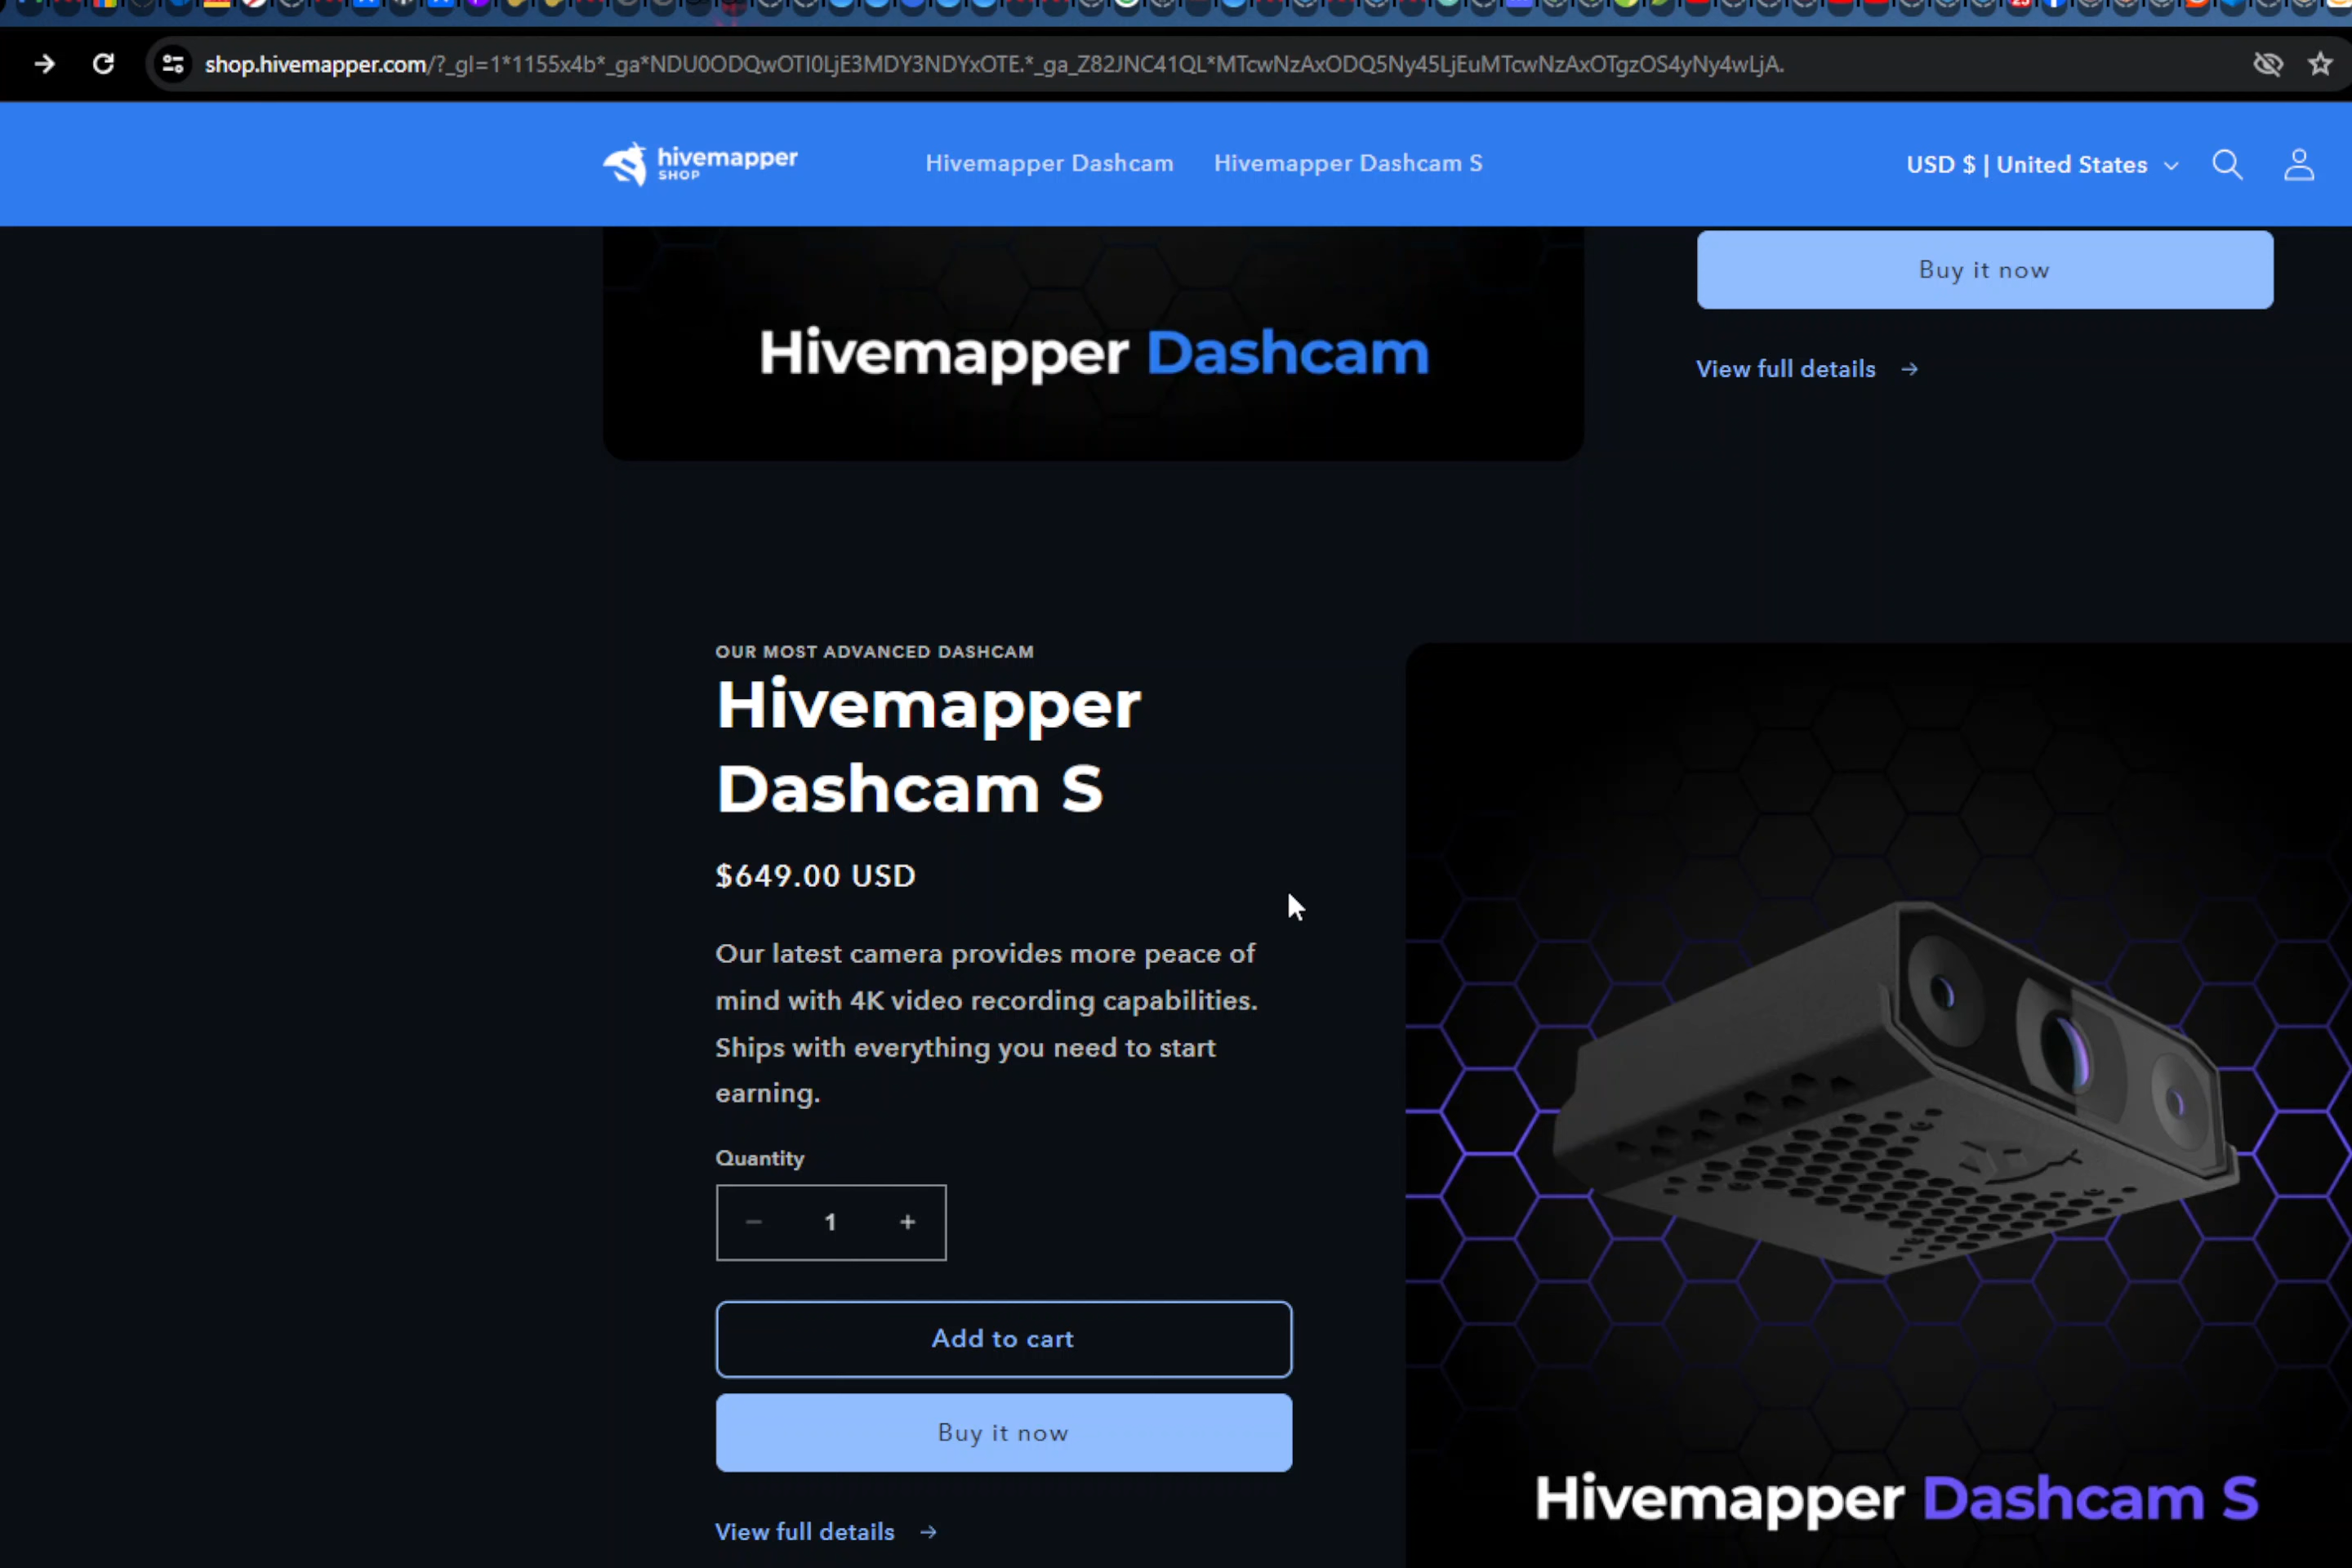 shop.hivemapper.com/?_gl=1*1155x4b*_ga*NDU0ODQwOTI0LjE3MDY3NDYxOTE.*_ga_Z82JNC41QL*MTcwNzAxODQ5Ny45LjEuMTcwNzAxOTgzOS4yNy4wLjA.
hivemapper
SHOP
Hivemapper Dashcam
Hivemapper Dashcam S
USD $ | United States
Buy it now
Hivemapper Dashcam
View full details →
OUR MOST ADVANCED DASHCAM
Hivemapper
Dashcam S
$649.00 USD
Our latest camera provides more peace of
mind with 4K video recording capabilities.
Ships with everything you need to start
earning.
Quantity
− 1 +
Add to cart
Buy it now
Hivemapper Dashcam S
View full details →